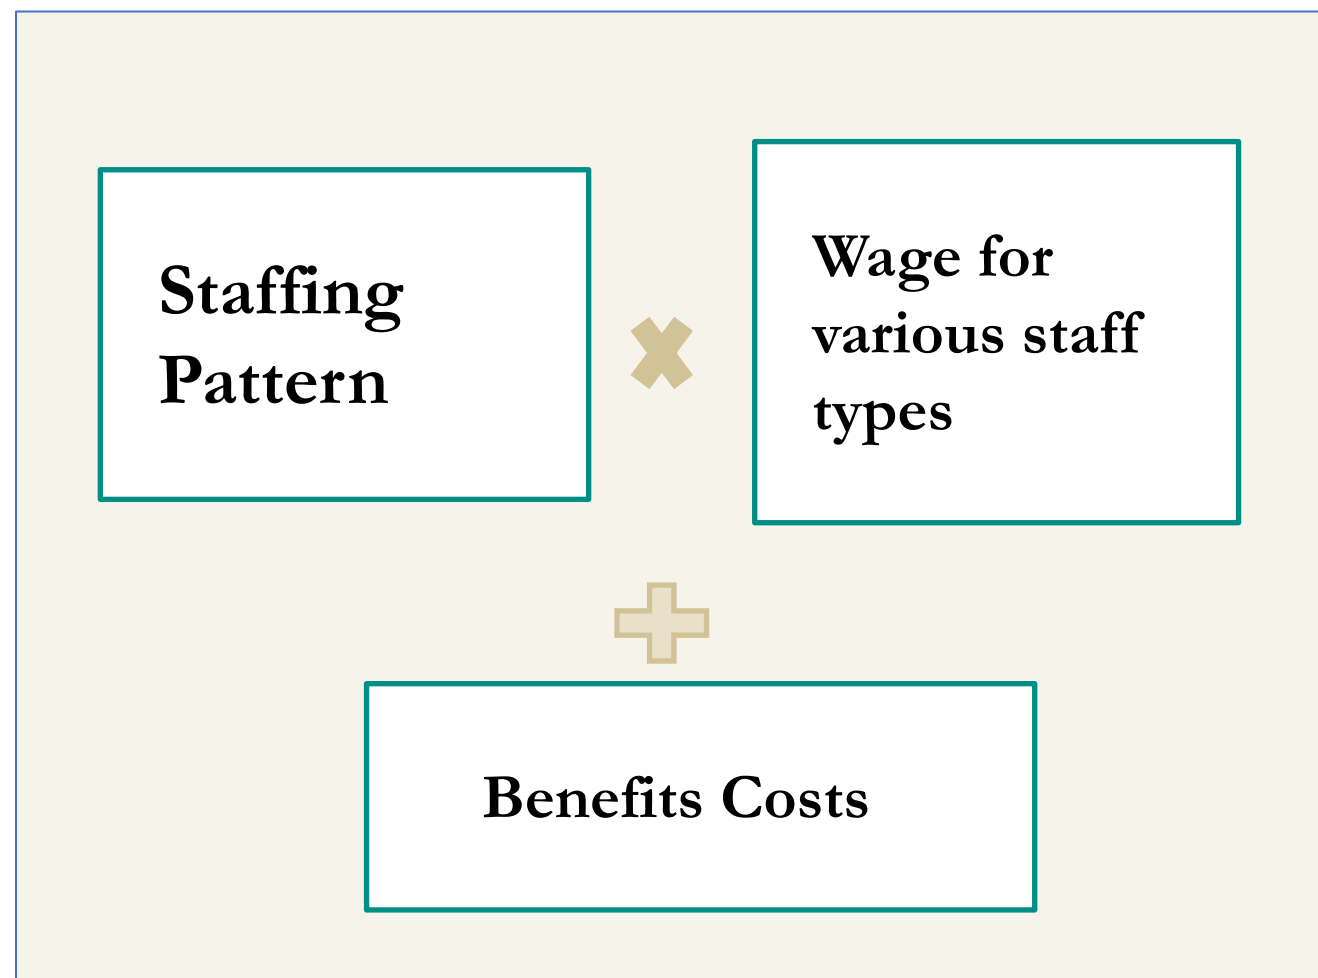 Staffing
Pattern
Wage for
various staff
types
Benefits Costs